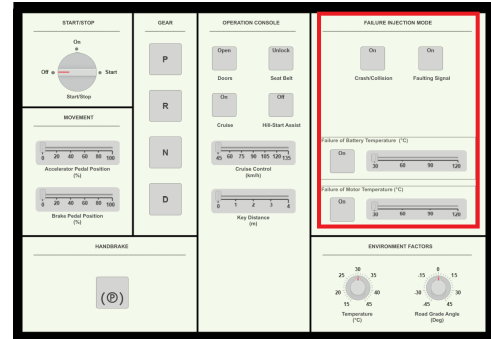 START/STOP
On
Off
Start
Start/Stop
MOVEMENT
0 20 40 60 80 100
Accelerator Pedal Position
(%)
0 20 40 60 80 100
Brake Pedal Position
(%)
GEAR
P
R
N
D
HANDBRAKE
(P)
OPERATION CONSOLE
Open
Unlock
Doors
Seat Belt
On
Off
Cruise
Hill-Start Assist
45 60 75 90 105 120 135
Cruise Control
(km/h)
0 1 2 3 4
Key Distance
(m)
FAILURE INJECTION MODE
On
On
Crash/Collision
Faulting Signal
Failure of Battery Temperature (°C)
On
30 60 90 120
Failure of Motor Temperature (°C)
On
30 60 90 120
ENVIRONMENT FACTORS
30
25 35
20 40
15 45
Temperature
(°C)
0
-15 15
-30 30
-45 45
Road Grade Angle
(Deg)